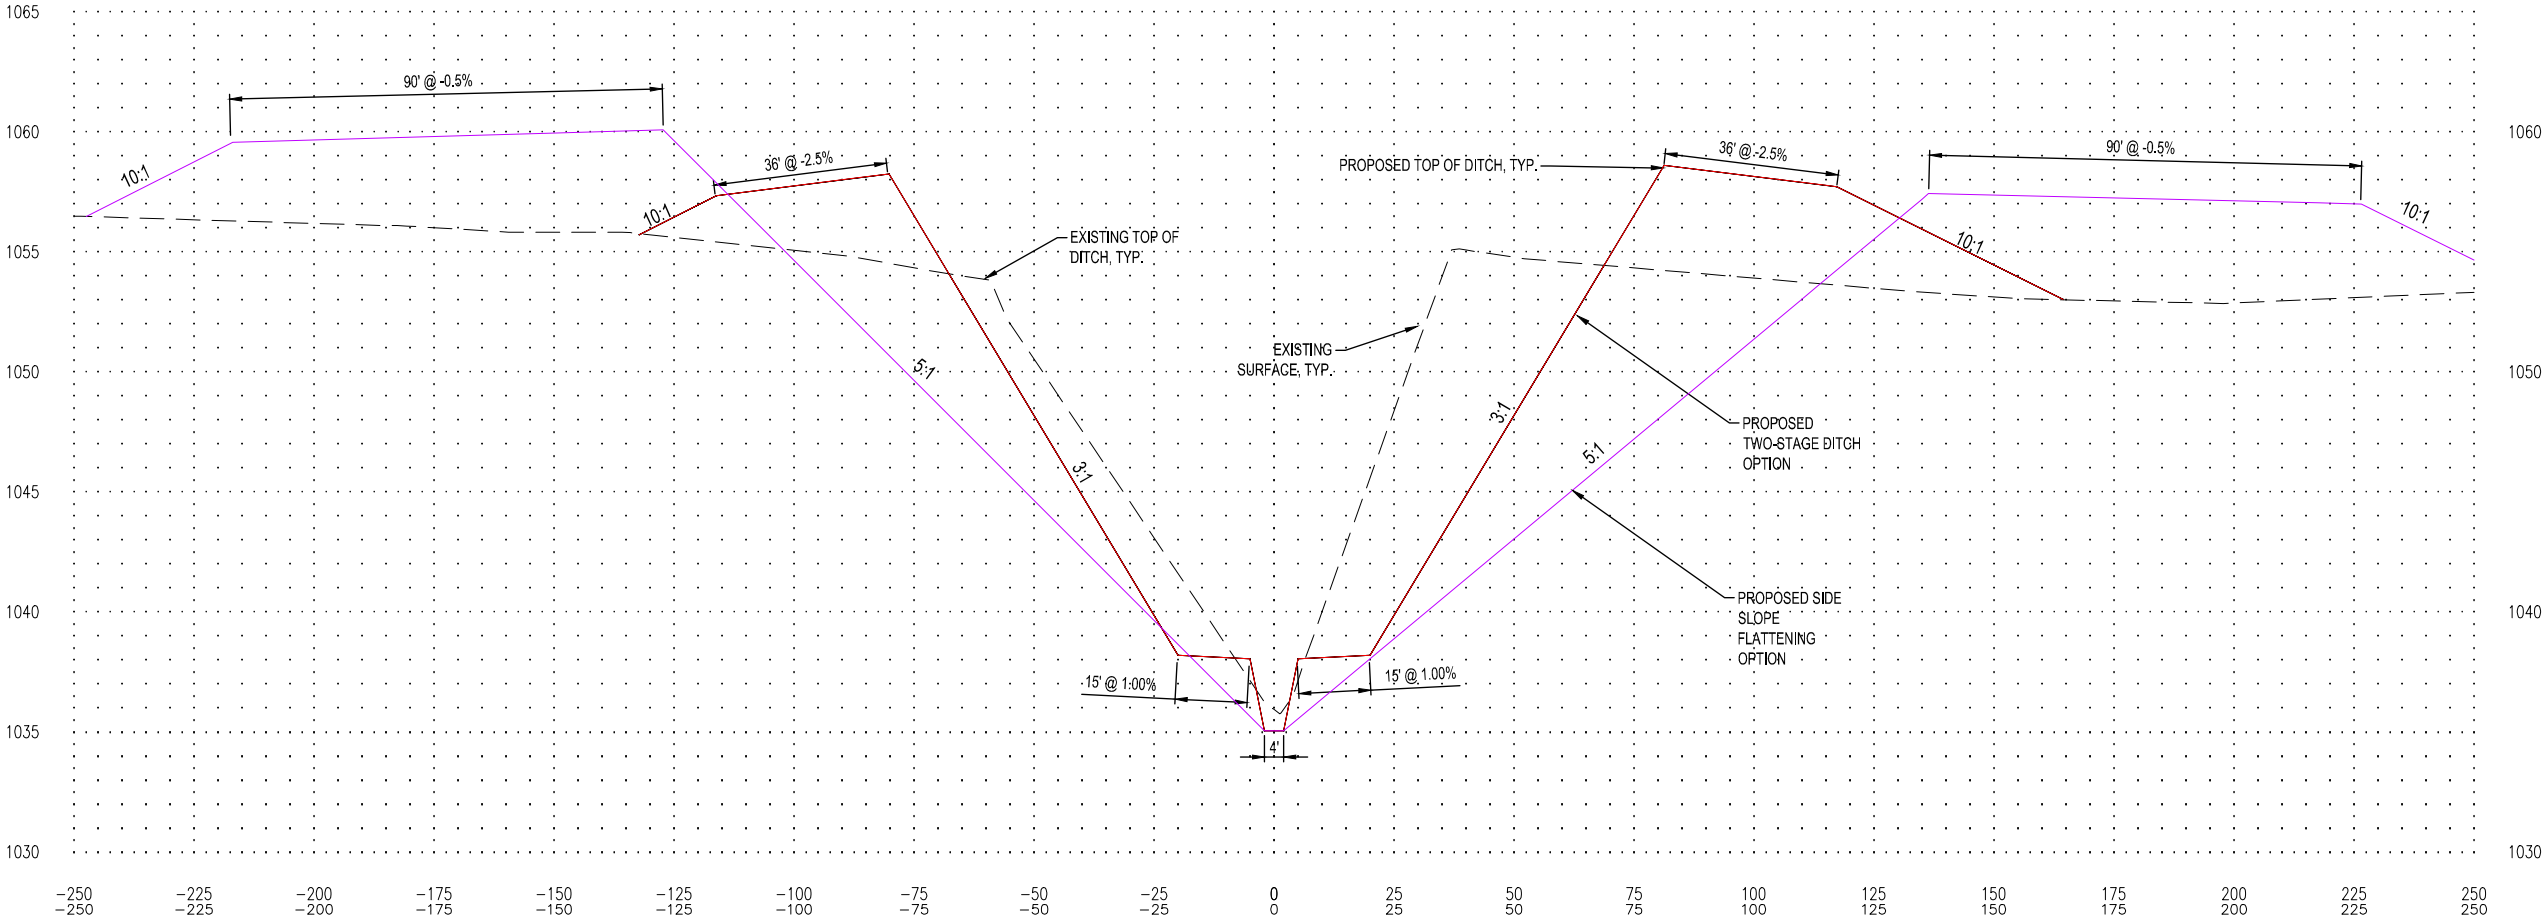 1065
90' @ -0.5%
1060
1060
36' @ -2.5%
PROPOSED TOP OF DITCH, TYP.
36' @ -2.5%
90' @ -0.5%
10:1
10:1
10:1
10:1
EXISTING TOP OF
DITCH, TYP.
1055
EXISTING
SURFACE, TYP.
1050
1050
5:1
3:1
PROPOSED
TWO-STAGE DITCH
OPTION
3:1
5:1
1045
1040
1040
PROPOSED SIDE
SLOPE
FLATTENING
OPTION
15' @ 1.00%
15' @ 1.00%
1035
4'
1030
1030
-250 -225 -200 -175 -150 -125 -100 -75 -50 -25 0 25 50 75 100 125 150 175 200 225 250
-250 -225 -200 -175 -150 -125 -100 -75 -50 -25 0 25 50 75 100 125 150 175 200 225 250